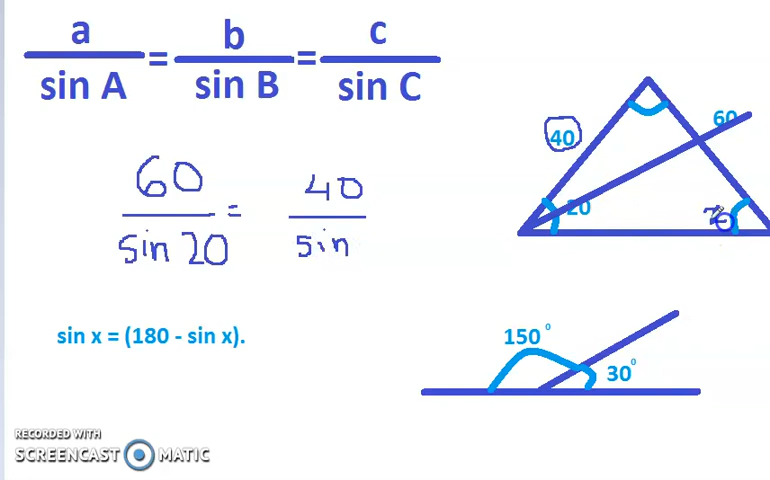 a b c
= =
sin A sin B sin C
60
40
60 = 40
20
sin 20 sin
sin x = (180 - sin x).
150 °
30°
RECORDED WITH
SCREENCAST MATIC